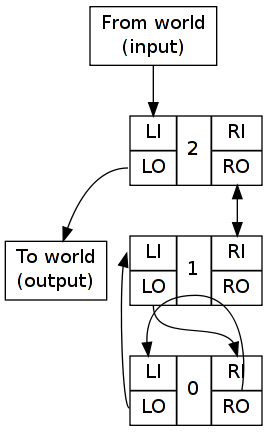 From world
(input)
LI 2 RI
LO RO
To world
(output)
LI 1 RI
LO RO
LI 0 RI
LO RO